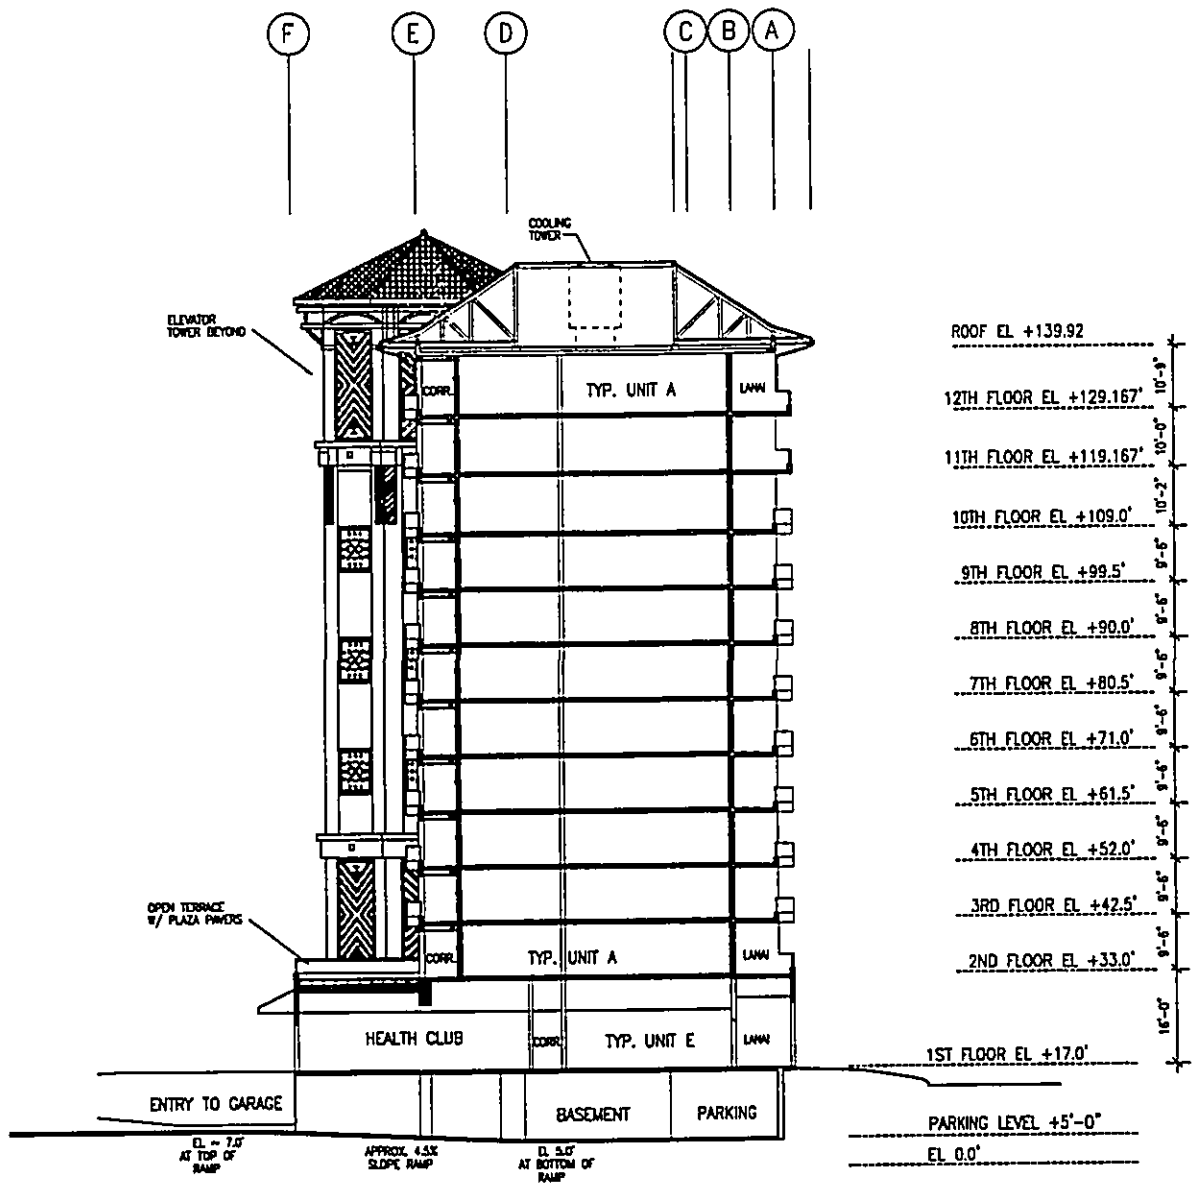 F
E
D
C
B
A
COOLING
TOWER
ELEVATOR
TOWER BEYOND
ROOF EL +139.92
10'-9"
CORR.
TYP. UNIT A
LANAI
12TH FLOOR EL +129.167'
10'-0"
11TH FLOOR EL +119.167'
10'-2"
10TH FLOOR EL +109.0'
9'-6"
9TH FLOOR EL +99.5'
9'-6"
8TH FLOOR EL +90.0'
9'-6"
7TH FLOOR EL +80.5'
9'-6"
6TH FLOOR EL +71.0'
9'-6"
5TH FLOOR EL +61.5'
9'-6"
4TH FLOOR EL +52.0'
9'-6"
OPEN TERRACE
W/ PLAZA PAVERS
3RD FLOOR EL +42.5'
9'-6"
CORR.
TYP. UNIT A
LANAI
2ND FLOOR EL +33.0'
16'-0"
HEALTH CLUB
CORR.
TYP. UNIT E
LANAI
1ST FLOOR EL +17.0'
ENTRY TO GARAGE
BASEMENT
PARKING
PARKING LEVEL +5'-0"
EL 0.0'
EL ~ 7.0'
AT TOP OF
RAMP
APPROX. 4.5%
SLOPE RAMP
EL 5.0'
AT BOTTOM OF
RAMP